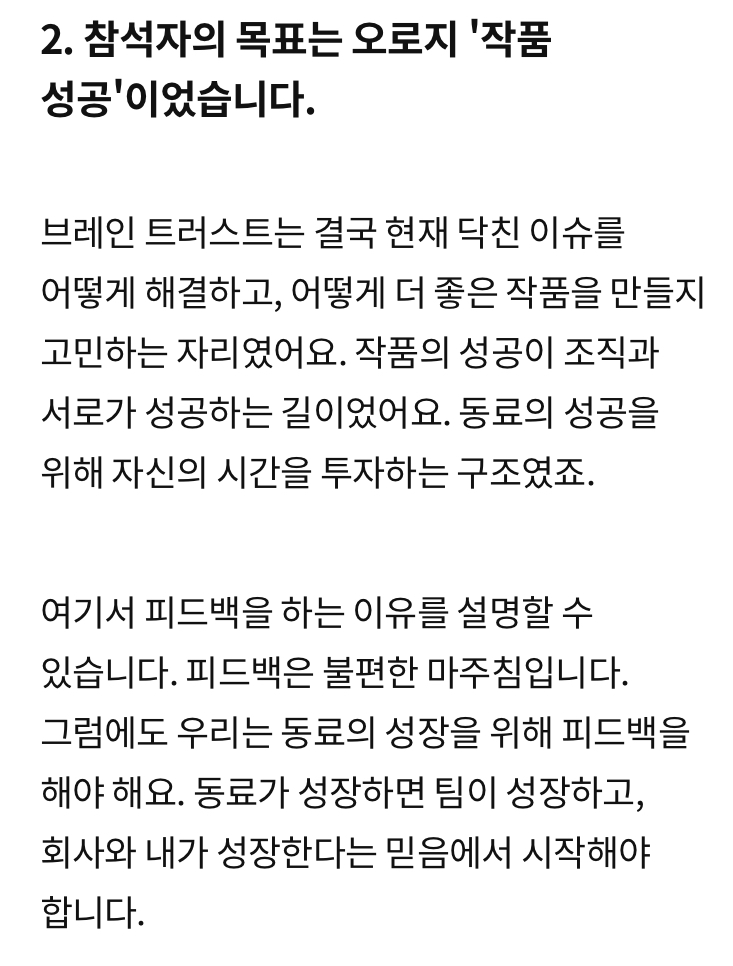 2. 참석자의 목표는 오로지 '작품
성공'이었습니다.
브레인 트러스트는 결국 현재 닥친 이슈를
어떻게 해결하고, 어떻게 더 좋은 작품을 만들지
고민하는 자리였어요. 작품의 성공이 조직과
서로가 성공하는 길이었어요. 동료의 성공을
위해 자신의 시간을 투자하는 구조였죠.
여기서 피드백을 하는 이유를 설명할 수
있습니다. 피드백은 불편한 마주침입니다.
그럼에도 우리는 동료의 성장을 위해 피드백을
해야 해요. 동료가 성장하면 팀이 성장하고,
회사와 내가 성장한다는 믿음에서 시작해야
합니다.